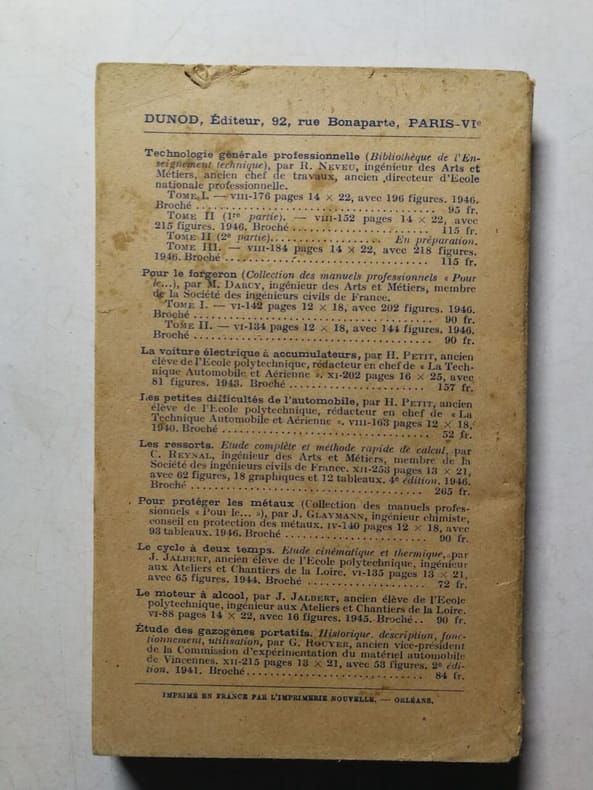 DUNOD, Éditeur, 92, rue Bonaparte, PARIS-VIe
Technologie générale professionnelle (Bibliothèque de l'En-
seignement technique), par R. NEVEU, ingénieur des Arts et
Métiers, ancien chef de travaux, ancien directeur d'Ecole
nationale professionnelle.
TOME I. — VIII-176 pages 14 × 22, avec 196 figures. 1946.
Broché .................... 95 fr.
TOME II (1re partie). — VIII-152 pages 14 × 22, avec
215 figures. 1946. Broché .................... 115 fr.
TOME II (2e partie).................... En préparation.
TOME III. — VIII-184 pages 14 × 22, avec 218 figures.
1946. Broché .................... 115 fr.
Pour le forgeron (Collection des manuels professionnels « Pour
le...), par M. DARCY, ingénieur des Arts et Métiers, membre
de la Société des ingénieurs civils de France.
TOME I. — VI-142 pages 12 × 18, avec 202 figures. 1946.
Broché .................... 90 fr.
TOME II. — VI-134 pages 12 × 18, avec 144 figures. 1946.
Broché .................... 90 fr.
La voiture électrique à accumulateurs, par H. PETIT, ancien
élève de l'Ecole polytechnique, rédacteur en chef de « La Tech-
nique Automobile et Aérienne ». XI-202 pages 16 × 25, avec
81 figures. 1943. Broché .................... 157 fr.
Les petites difficultés de l'automobile, par H. PETIT, ancien
élève de l'Ecole polytechnique, rédacteur en chef de « La
Technique Automobile et Aérienne ». VIII-163 pages 12 × 18.
1940. Broché .................... 52 fr.
Les ressorts. Etude complète et méthode rapide de calcul, par
C. REYNAL, ingénieur des Arts et Métiers, membre de la
Société des ingénieurs civils de France. XII-253 pages 13 × 21,
avec 62 figures, 18 graphiques et 12 tableaux. 4e édition. 1946.
Broché .................... 265 fr.
Pour protéger les métaux (Collection des manuels profes-
sionnels « Pour le... »), par J. GLAYMANN, ingénieur chimiste,
conseil en protection des métaux. IV-140 pages 12 × 18, avec
93 tableaux. 1946. Broché .................... 90 fr.
Le cycle à deux temps. Etude cinématique et thermique, par
J. JALBERT, ancien élève de l'Ecole polytechnique, ingénieur
aux Ateliers et Chantiers de la Loire. VI-135 pages 13 × 21,
avec 65 figures. 1944. Broché .................... 72 fr.
Le moteur à alcool, par J. JALBERT, ancien élève de l'Ecole
polytechnique, ingénieur aux Ateliers et Chantiers de la Loire.
VI-88 pages 14 × 22, avec 16 figures. 1945. Broché.. 90 fr.
Étude des gazogènes portatifs. Historique, description, fonc-
tionnement, utilisation, par G. ROUYER, ancien vice-président
de la Commission d'expérimentation du matériel automobile
de Vincennes. XII-215 pages 13 × 21, avec 53 figures. 2e édi-
tion. 1941. Broché.................... 84 fr.
IMPRIMÉ EN FRANCE PAR L'IMPRIMERIE NOUVELLE. — ORLÉANS.